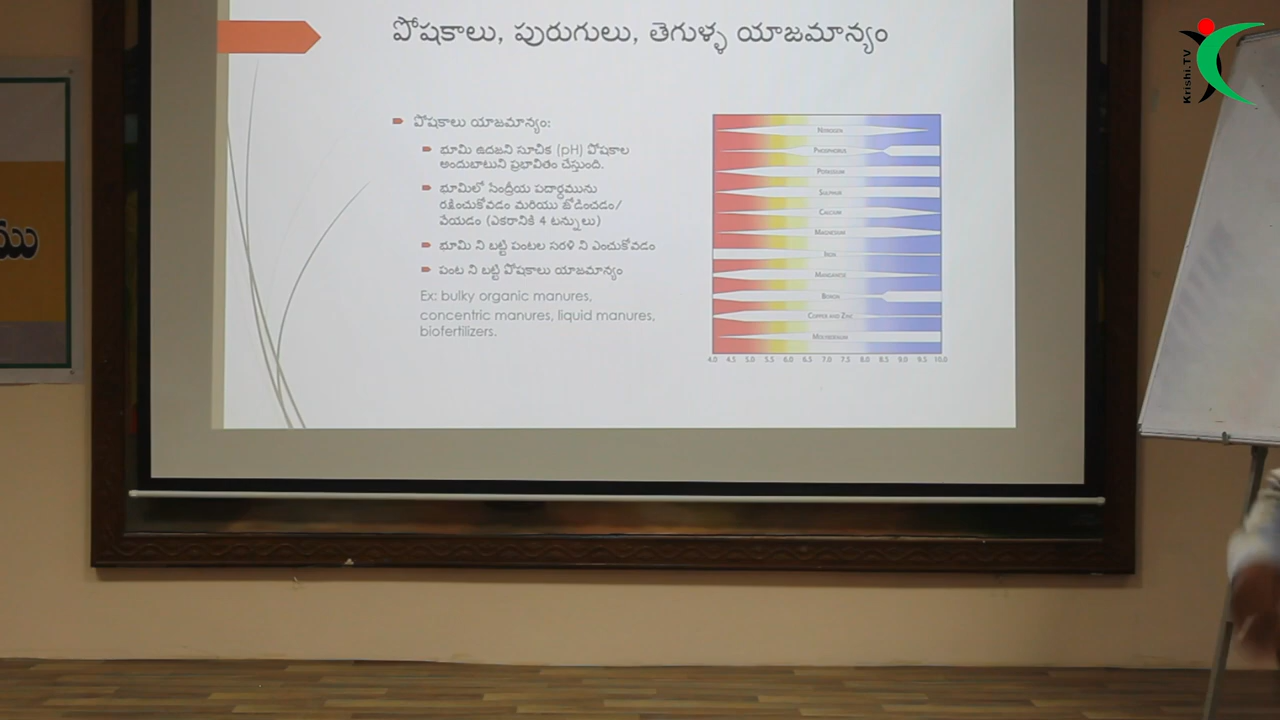 పోషకాలు, పురుగులు, తెగుళ్ళ యాజమాన్యం
Krishi.TV
ము
పోషకాలు యాజమాన్యం:
భూమి ఉదజని సూచిక (pH) పోషకాల
అందుబాటుని ప్రభావితం చేస్తుంది.
భూమిలో సేంద్రీయ పదార్థమును
రక్షించుకోవడం మరియు జోడించడం/
వేయడం (ఎకరానికి 4 టన్నులు)
భూమి ని బట్టి పంటల సరళి ని ఎంచుకోవడం
పంట ని బట్టి పోషకాలు యాజమాన్యం
Ex: bulky organic manures,
concentric manures, liquid manures,
biofertilizers.
NITROGEN
PHOSPHORUS
POTASSIUM
SULPHUR
CALCIUM
MAGNESIUM
IRON
MANGANESE
BORON
COPPER AND ZINC
MOLYBDENUM
4.0 4.5 5.0 5.5 6.0 6.5 7.0 7.5 8.0 8.5 9.0 9.5 10.0